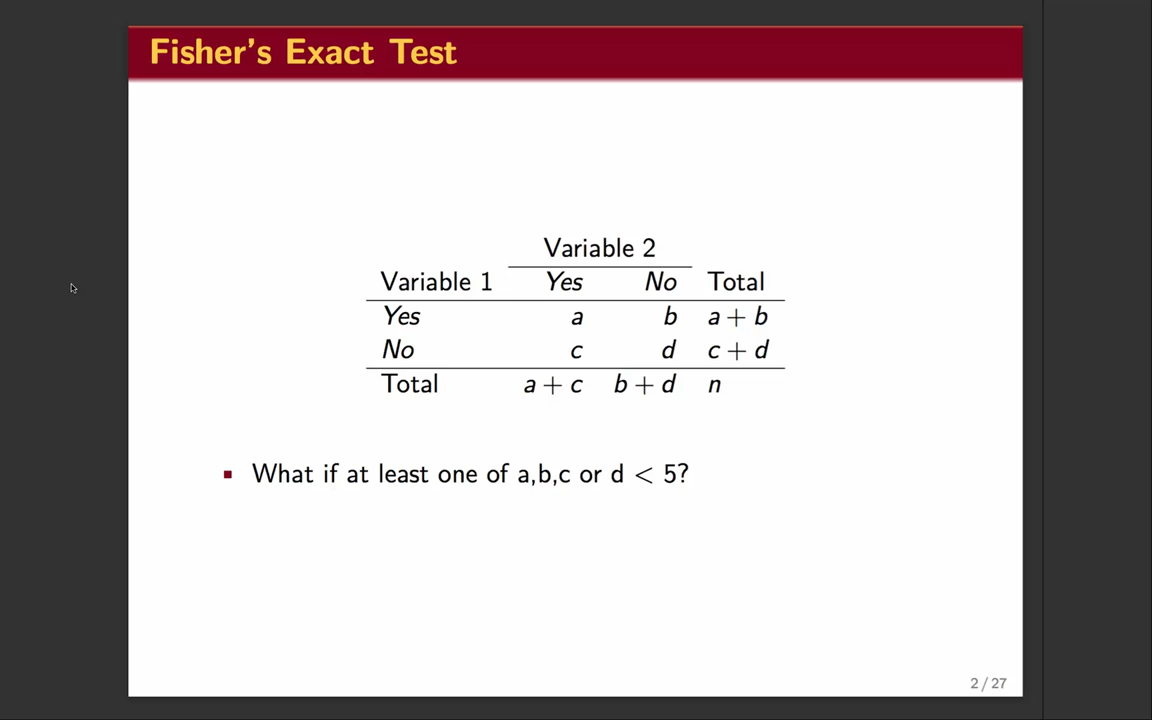 Fisher's Exact Test
Variable 2
Variable 1 Yes No Total
Yes a b a + b
No c d c + d
Total a + c b + d n
What if at least one of a,b,c or d < 5?
2 / 27